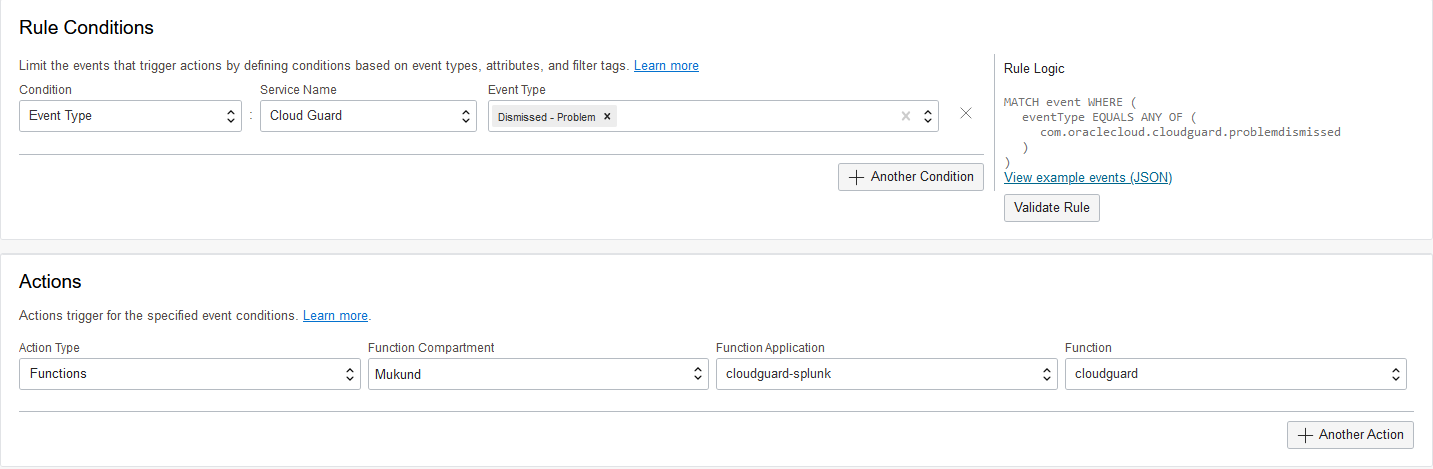 Rule Conditions
Limit the events that trigger actions by defining conditions based on event types, attributes, and filter tags. Learn more
Condition
Service Name
Event Type
Event Type
:
Cloud Guard
Dismissed - Problem ×
×
Another Condition
Rule Logic
MATCH event WHERE (
eventType EQUALS ANY OF (
com.oraclecloud.cloudguard.problemdismissed
)
)
View example events (JSON)
Validate Rule
Actions
Actions trigger for the specified event conditions. Learn more.
Action Type
Function Compartment
Function Application
Function
Functions
Mukund
cloudguard-splunk
cloudguard
Another Action